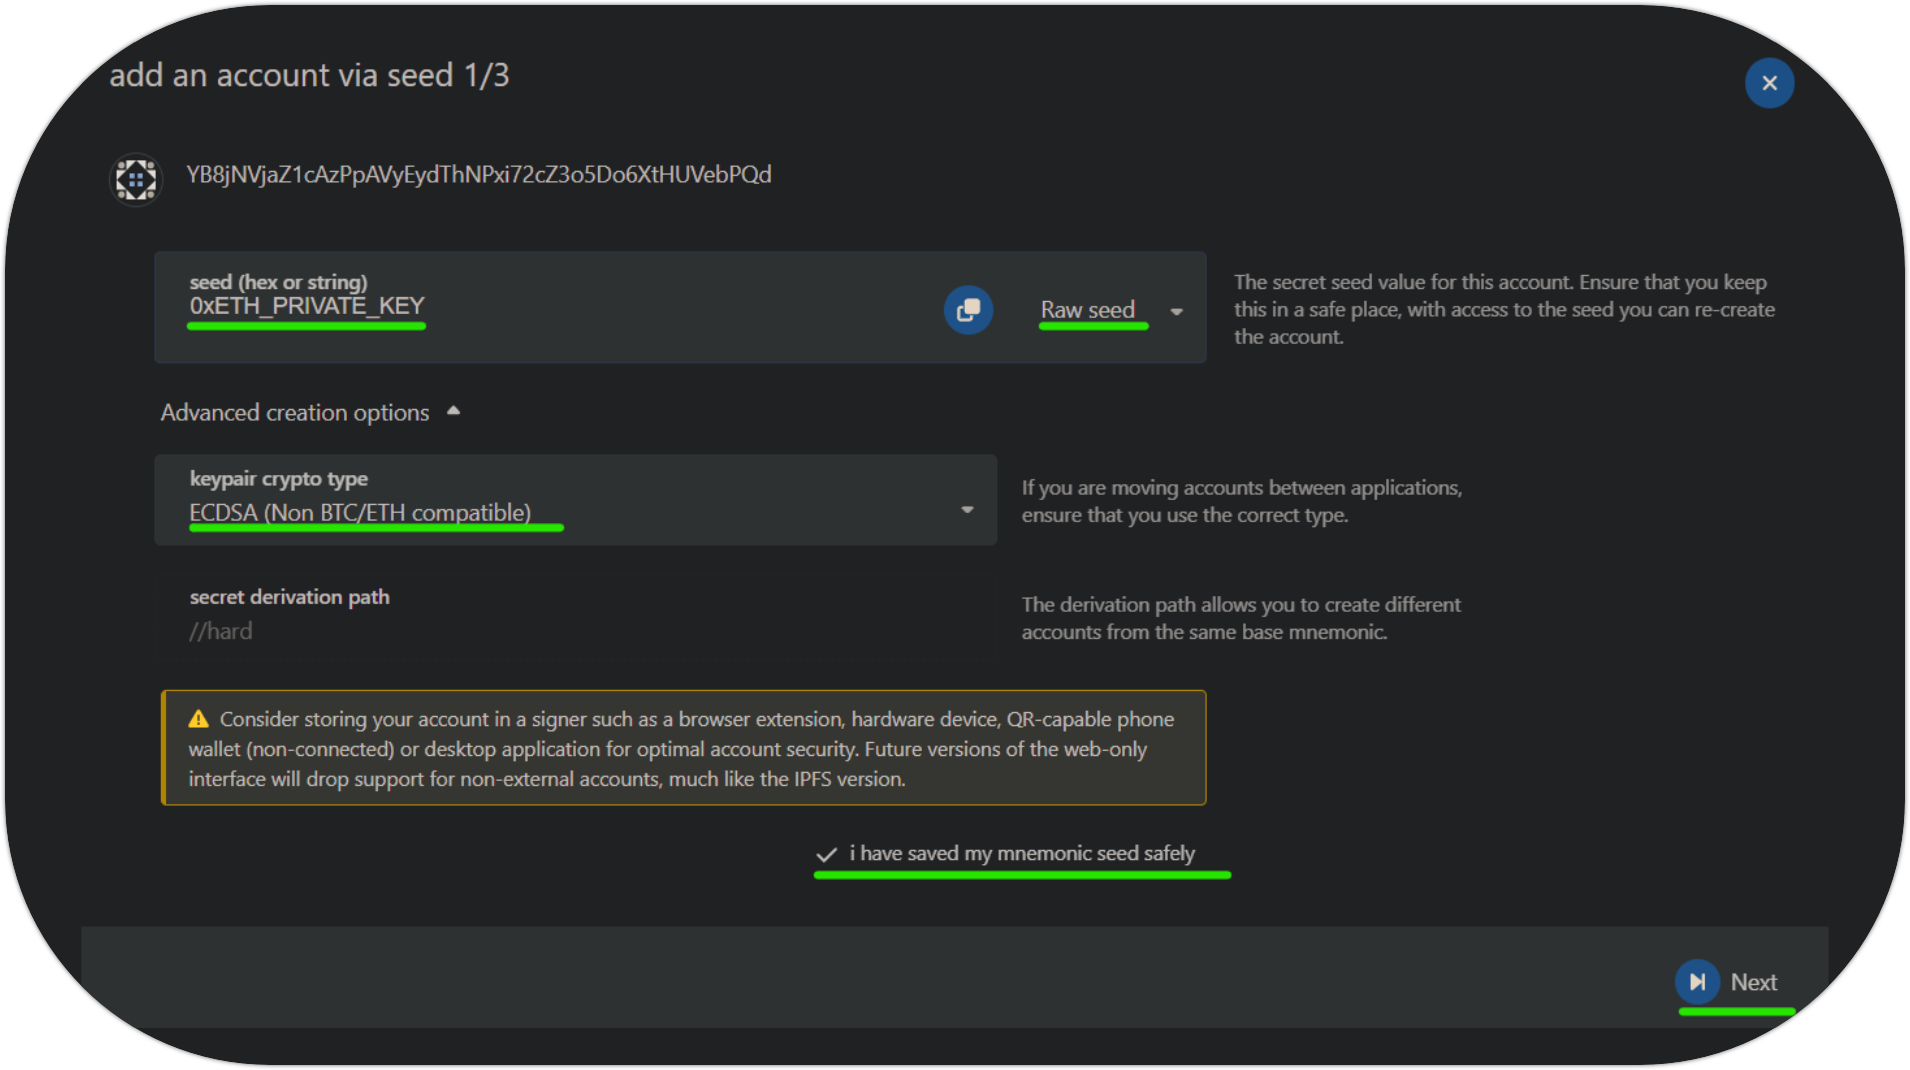 add an account via seed 1/3
YB8jNVjaZ1cAzPpAVyEydThNPxi72cZ3o5Do6XtHUVebPQd
seed (hex or string)
0xETH_PRIVATE_KEY
Raw seed
The secret seed value for this account. Ensure that you keep
this in a safe place, with access to the seed you can re-create
the account.
Advanced creation options
keypair crypto type
ECDSA (Non BTC/ETH compatible)
If you are moving accounts between applications,
ensure that you use the correct type.
secret derivation path
//hard
The derivation path allows you to create different
accounts from the same base mnemonic.
Consider storing your account in a signer such as a browser extension, hardware device, QR-capable phone
wallet (non-connected) or desktop application for optimal account security. Future versions of the web-only
interface will drop support for non-external accounts, much like the IPFS version.
i have saved my mnemonic seed safely
Next